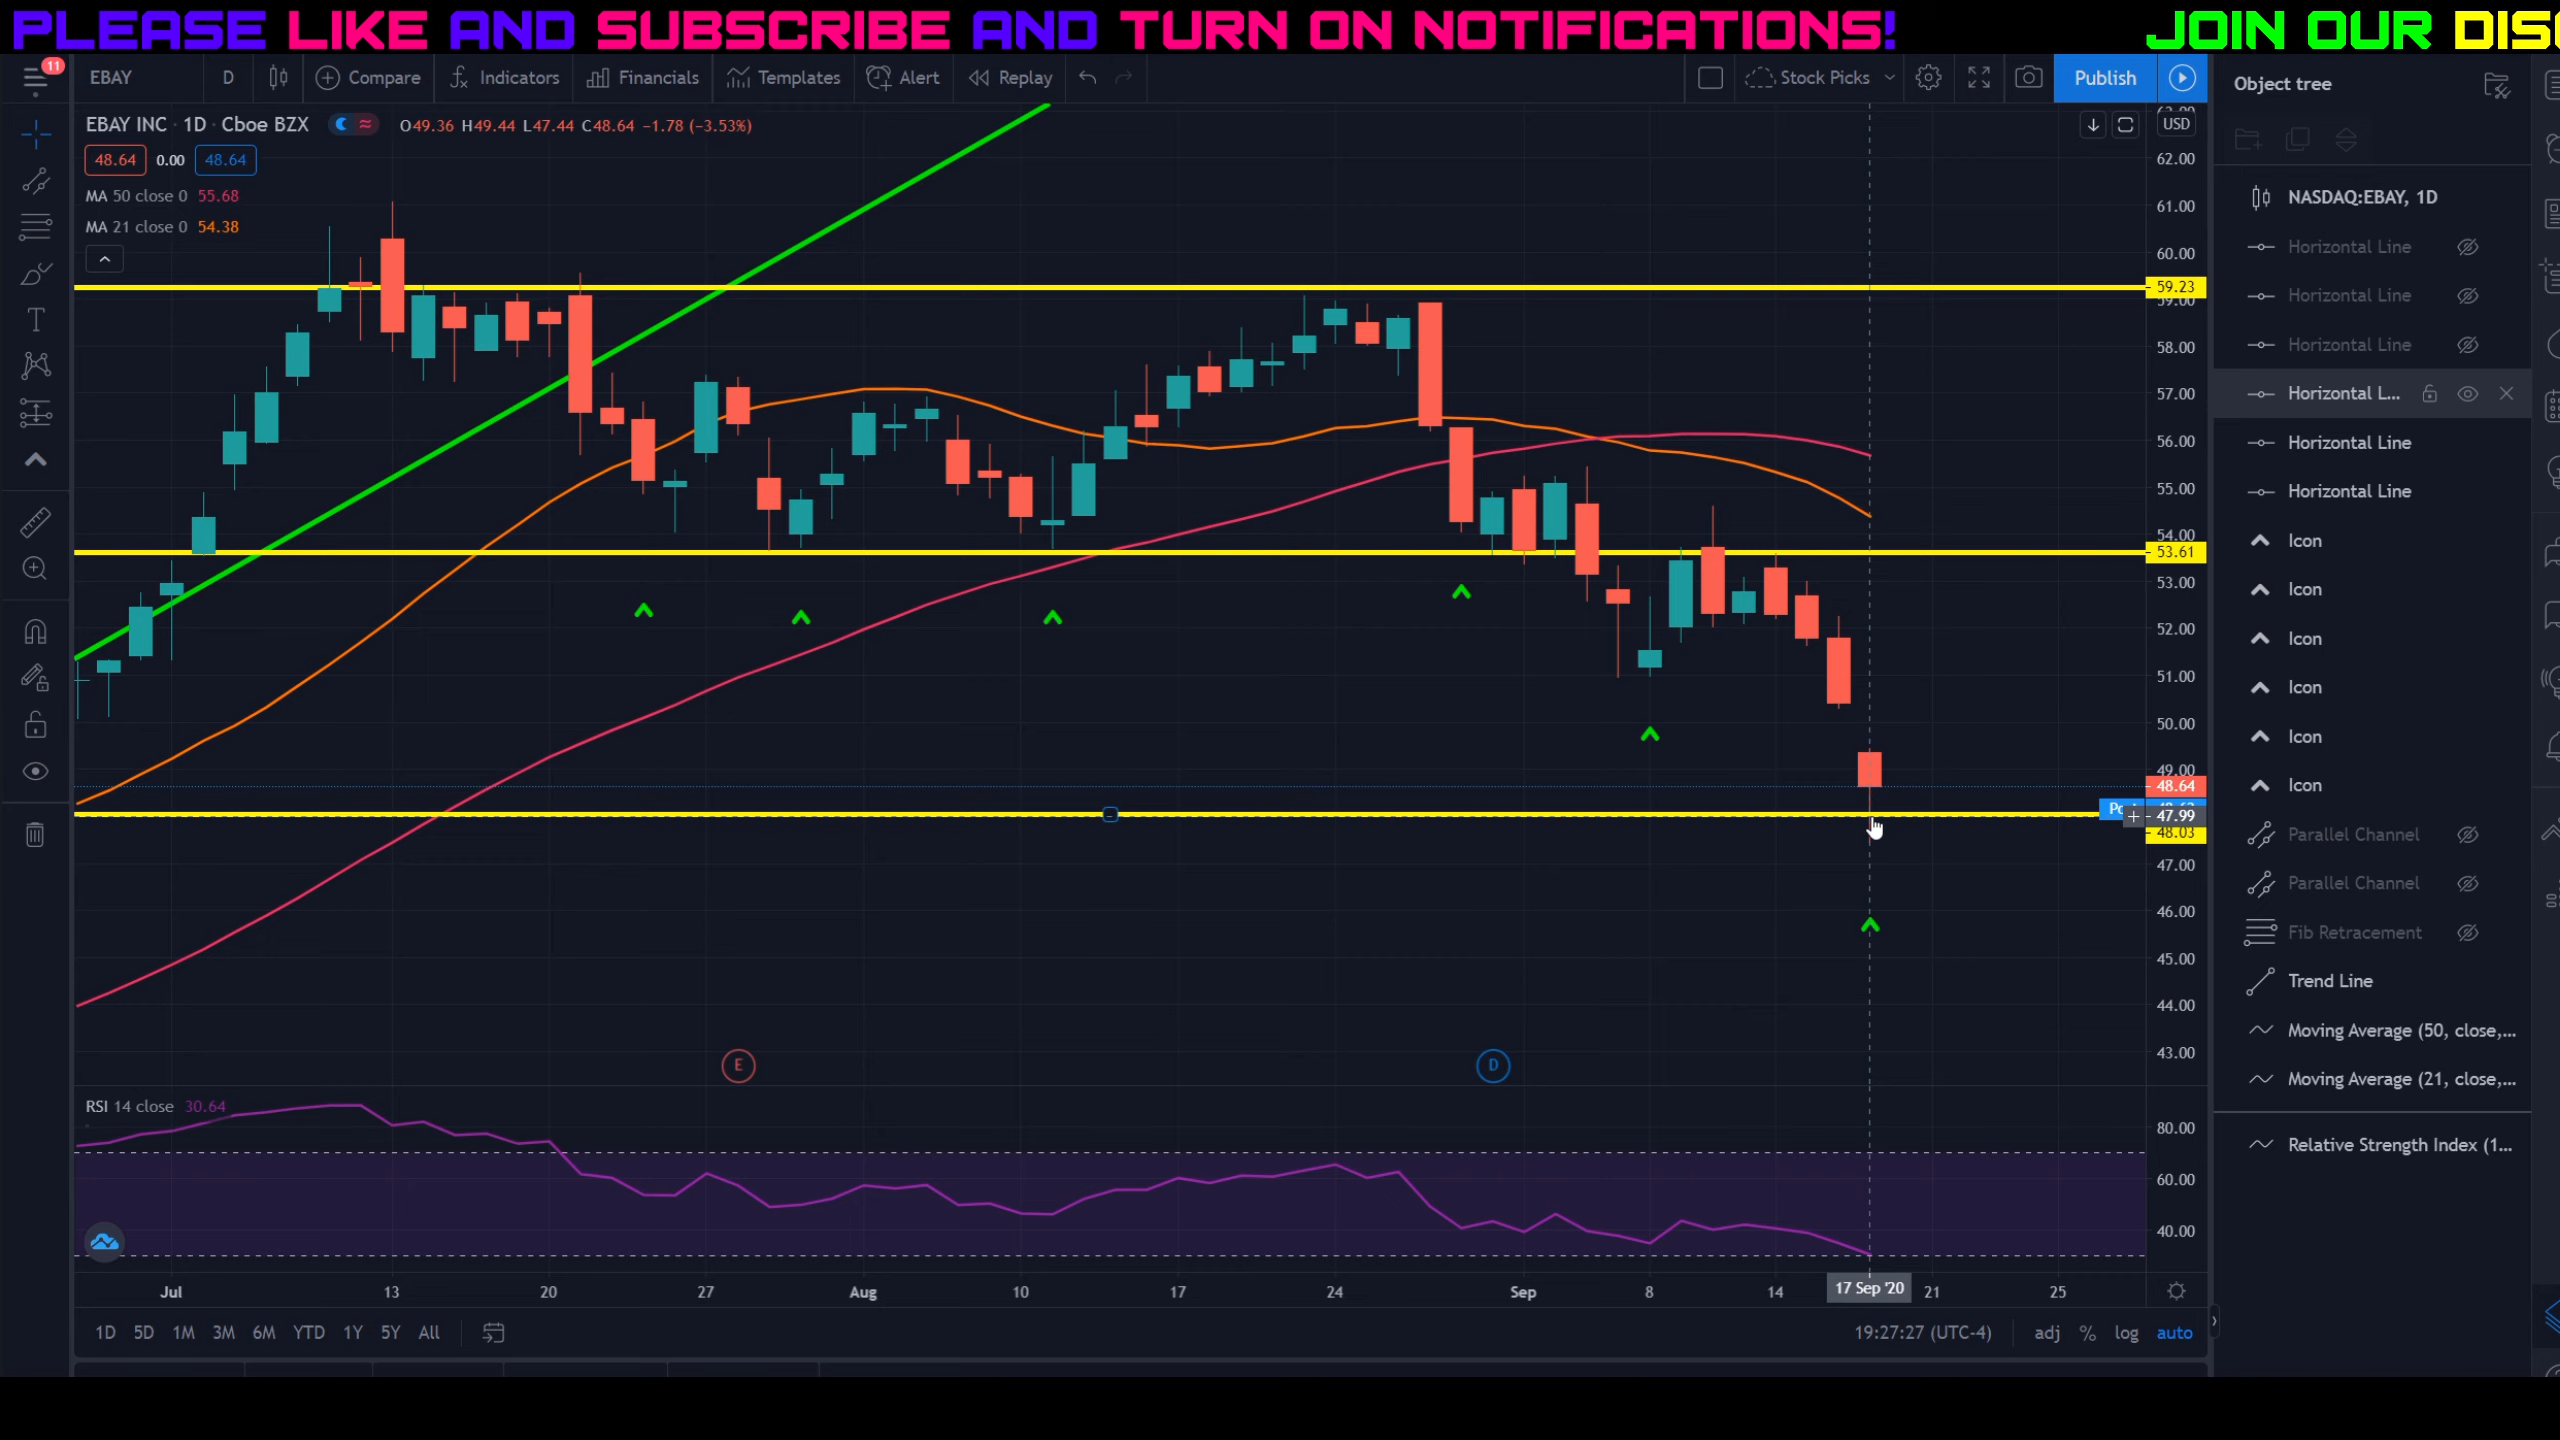 PLEASE LIKE AND SUBSCRIBE AND TURN ON NOTIFICATIONS! JOIN OUR
11 EBAY D Compare Indicators Financials Templates Alert Replay Stock Picks Publish Object tree
EBAY INC · 1D · Cboe BZX O49.36 H49.44 L47.44 C48.64 −1.78 (−3.53%) USD
48.64 0.00 48.64
MA 50 close 0 55.68
MA 21 close 0 54.38
62.00
61.00
60.00
59.23
59.00
58.00
57.00
56.00
55.00
54.00
53.61
53.00
52.00
51.00
50.00
49.00
48.64
47.99
48.03
47.00
46.00
45.00
44.00
43.00
E D
RSI 14 close 30.64
80.00
60.00
40.00
Jul 13 20 27 Aug 10 17 24 Sep 8 14 17 Sep '20 21 25
1D 5D 1M 3M 6M YTD 1Y 5Y All 19:27:27 (UTC-4) adj % log auto
NASDAQ:EBAY, 1D
Horizontal Line
Horizontal Line
Horizontal Line
Horizontal L...
Horizontal Line
Horizontal Line
Icon
Icon
Icon
Icon
Icon
Icon
Parallel Channel
Parallel Channel
Fib Retracement
Trend Line
Moving Average (50, close,...
Moving Average (21, close,...
Relative Strength Index (1...